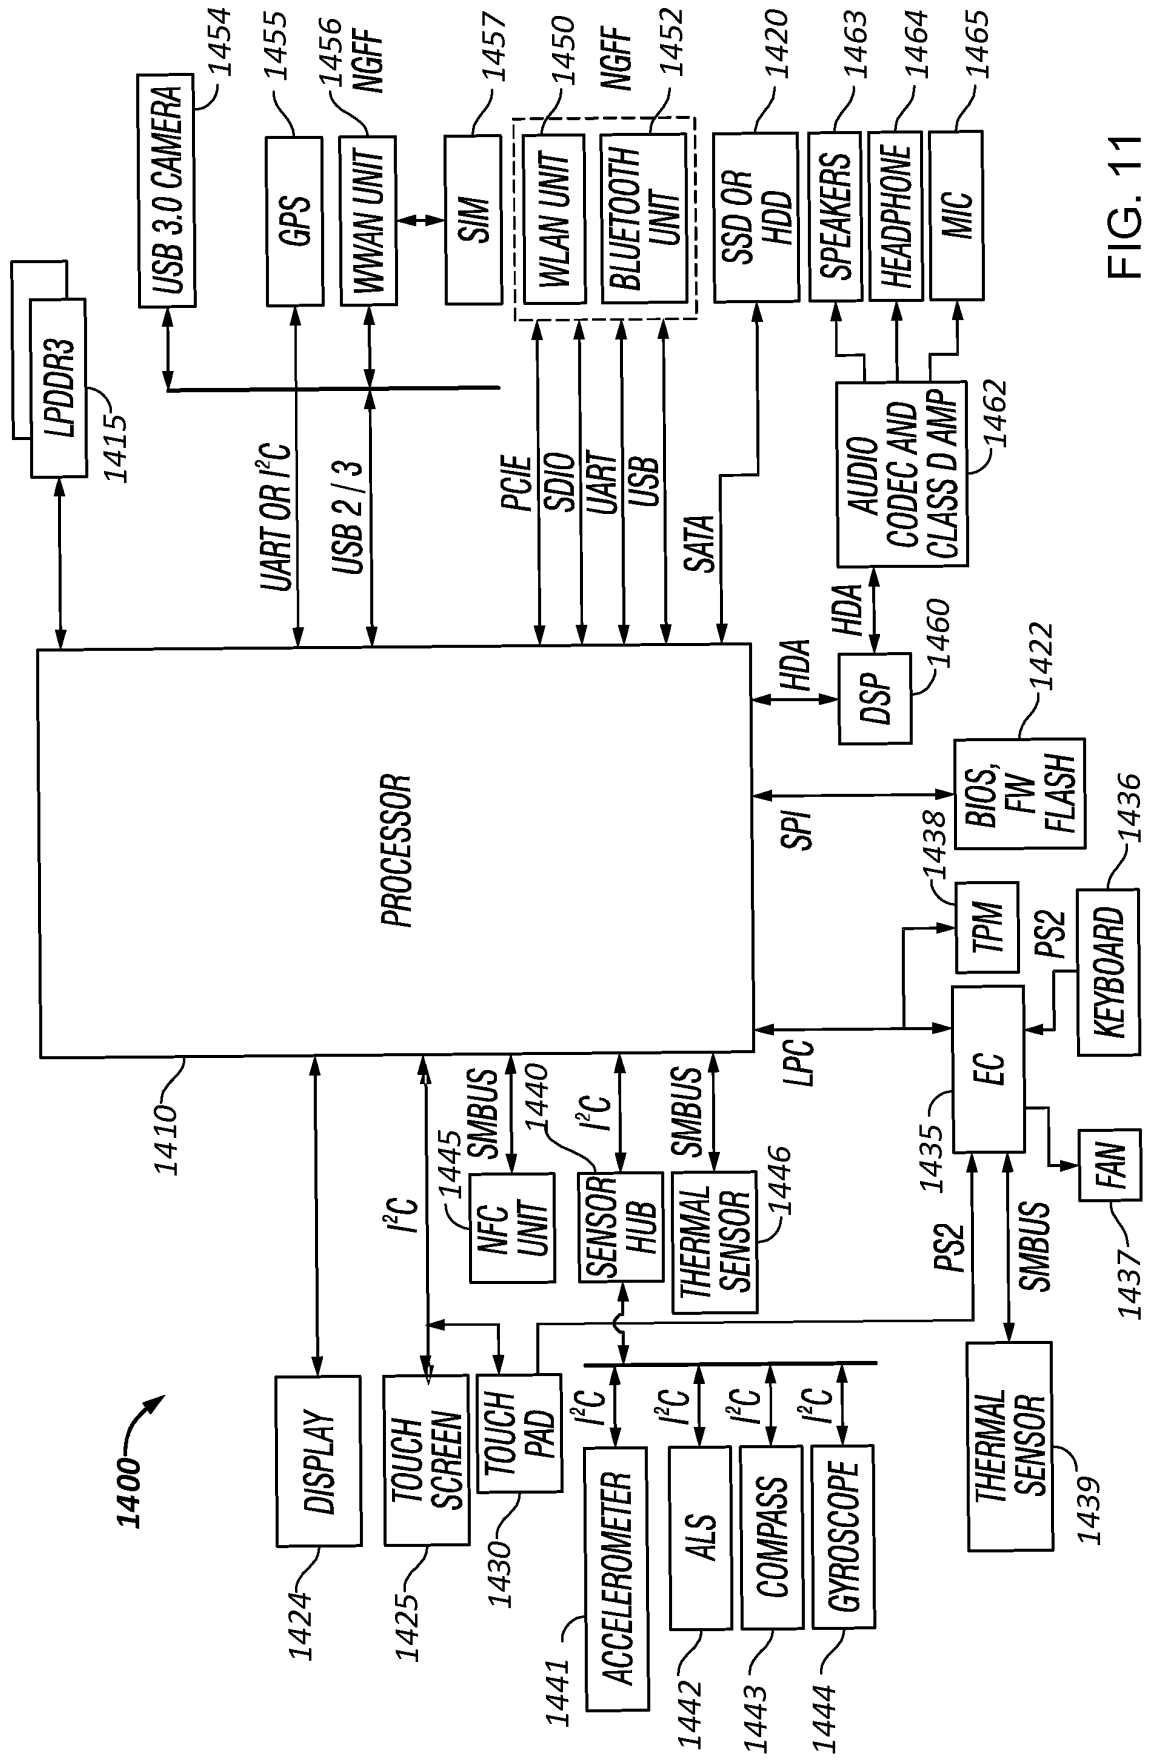 1400
1424
DISPLAY
1425
TOUCH
SCREEN
1430
TOUCH
PAD
1441
ACCELEROMETER
I²C
1442
ALS
I²C
1443
COMPASS
I²C
1444
GYROSCOPE
I²C
1439
THERMAL
SENSOR
I²C
1445
NFC
UNIT
SMBUS
1440
SENSOR
HUB
I²C
1446
THERMAL
SENSOR
SMBUS
PS2
SMBUS
1437
FAN
1435
EC
LPC
1410
PROCESSOR
1438
TPM
PS2
1436
KEYBOARD
SPI
1422
BIOS,
FW
FLASH
HDA
1460
DSP
HDA
1415
LPDDR3
UART OR I²C
USB 2 / 3
PCIE
SDIO
UART
USB
SATA
1462
AUDIO
CODEC AND
CLASS D AMP
1454
USB 3.0 CAMERA
1455
GPS
1456
NGFF
WWAN UNIT
1457
SIM
1450
WLAN UNIT
NGFF
1452
BLUETOOTH
UNIT
1420
SSD OR
HDD
1463
SPEAKERS
1464
HEADPHONE
1465
MIC
FIG. 11